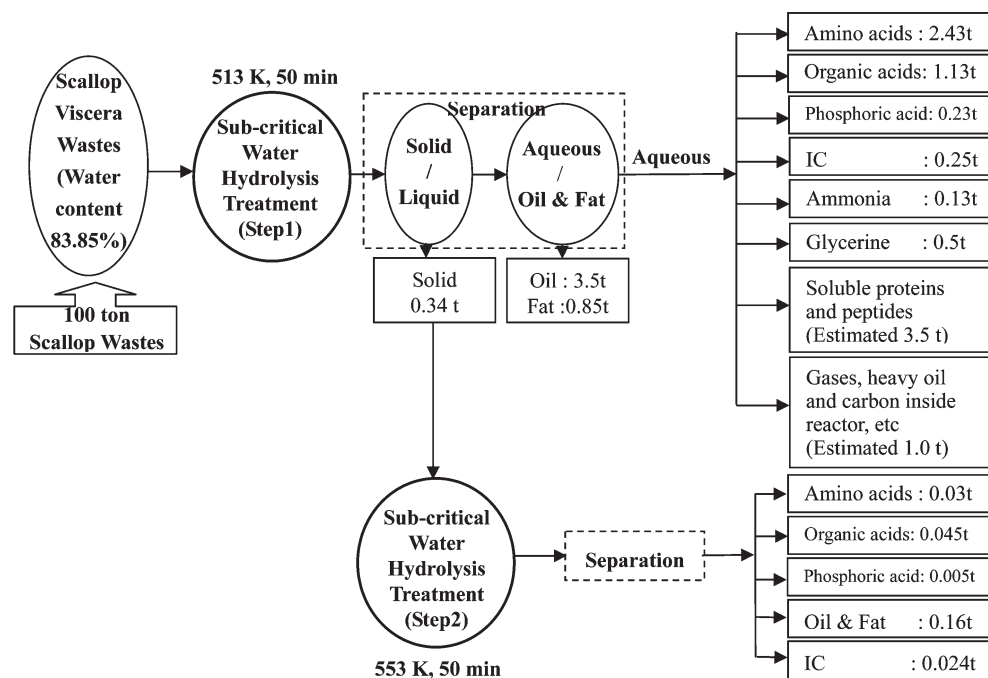 Scallop
Viscera
Wastes
(Water
content
83.85%)
100 ton
Scallop Wastes
513 K, 50 min
Sub-critical
Water
Hydrolysis
Treatment
(Step1)
Separation
Solid
/
Liquid
Aqueous
/
Oil & Fat
Aqueous
Solid
0.34 t
Oil : 3.5t
Fat :0.85t
Amino acids : 2.43t
Organic acids: 1.13t
Phosphoric acid: 0.23t
IC : 0.25t
Ammonia : 0.13t
Glycerine : 0.5t
Soluble proteins
and peptides
(Estimated 3.5 t)
Gases, heavy oil
and carbon inside
reactor, etc
(Estimated 1.0 t)
Sub-critical
Water
Hydrolysis
Treatment
(Step2)
553 K, 50 min
Separation
Amino acids : 0.03t
Organic acids: 0.045t
Phosphoric acid: 0.005t
Oil & Fat : 0.16t
IC : 0.024t